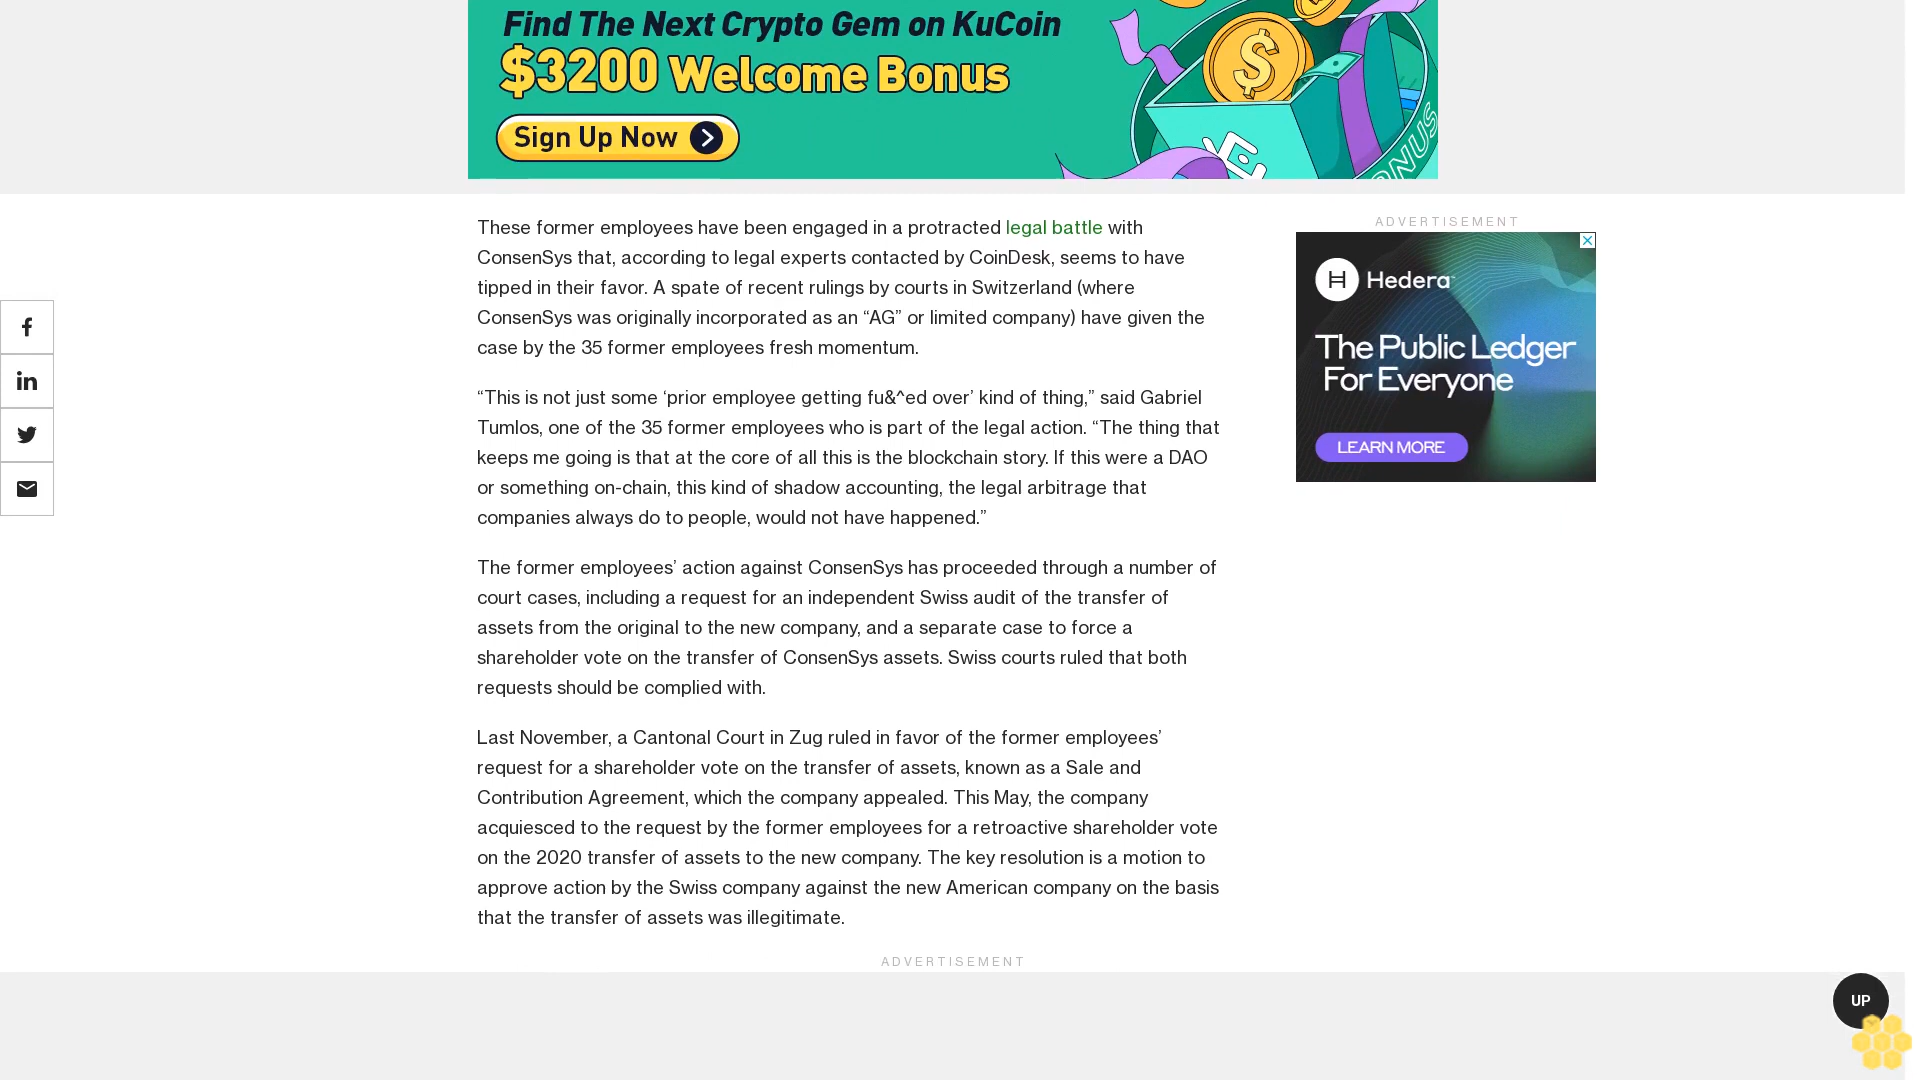 Find The Next Crypto Gem on KuCoin
$3200 Welcome Bonus
Sign Up Now
BONUS
These former employees have been engaged in a protracted legal battle with
ConsenSys that, according to legal experts contacted by CoinDesk, seems to have
tipped in their favor. A spate of recent rulings by courts in Switzerland (where
ConsenSys was originally incorporated as an “AG” or limited company) have given the
case by the 35 former employees fresh momentum.
“This is not just some ‘prior employee getting fu&^ed over’ kind of thing,” said Gabriel
Tumlos, one of the 35 former employees who is part of the legal action. “The thing that
keeps me going is that at the core of all this is the blockchain story. If this were a DAO
or something on-chain, this kind of shadow accounting, the legal arbitrage that
companies always do to people, would not have happened.”
The former employees’ action against ConsenSys has proceeded through a number of
court cases, including a request for an independent Swiss audit of the transfer of
assets from the original to the new company, and a separate case to force a
shareholder vote on the transfer of ConsenSys assets. Swiss courts ruled that both
requests should be complied with.
Last November, a Cantonal Court in Zug ruled in favor of the former employees’
request for a shareholder vote on the transfer of assets, known as a Sale and
Contribution Agreement, which the company appealed. This May, the company
acquiesced to the request by the former employees for a retroactive shareholder vote
on the 2020 transfer of assets to the new company. The key resolution is a motion to
approve action by the Swiss company against the new American company on the basis
that the transfer of assets was illegitimate.
ADVERTISEMENT
ADVERTISEMENT
H Hedera
The Public Ledger
For Everyone
LEARN MORE
UP